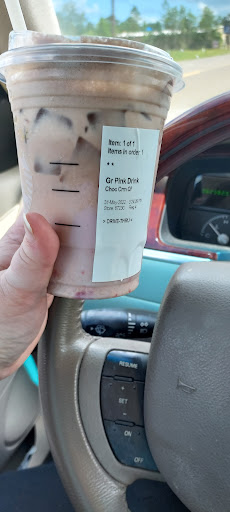 Item: 1 of 1
Items in order: 1
++
Gr Pink Drink
Choc Crm CF
> DRIVE-THRU <
RESUME
+
SET
-
ON
OFF